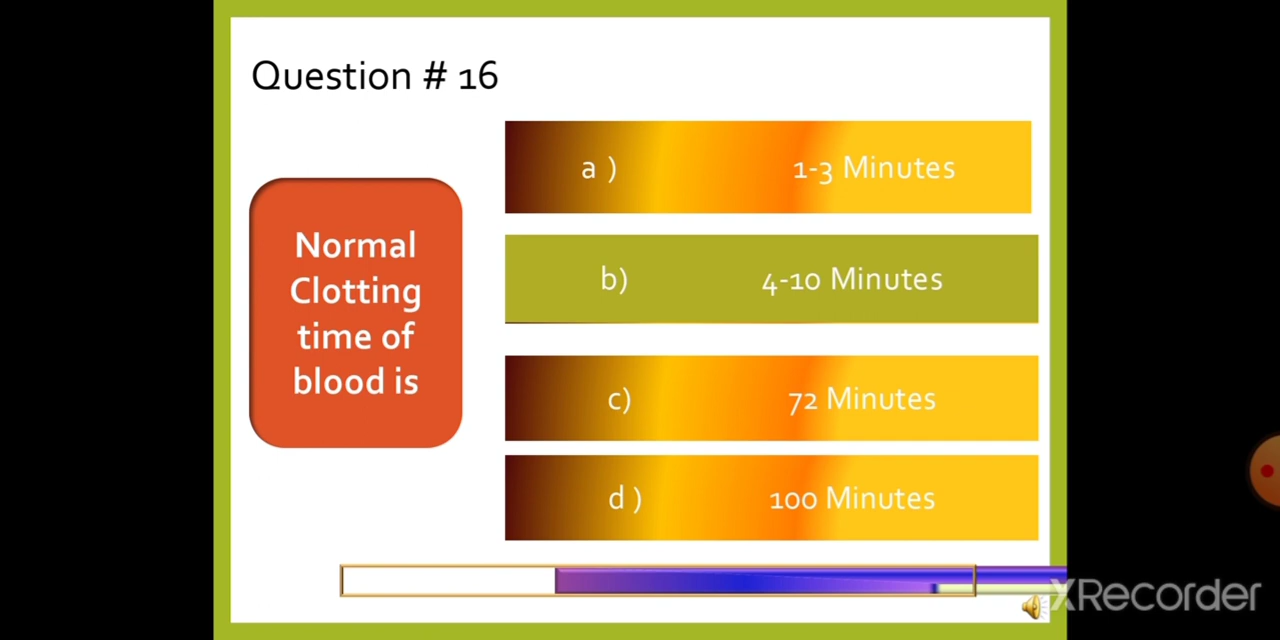 Question # 16
Normal
Clotting
time of
blood is
a ) 1-3 Minutes
b) 4-10 Minutes
c) 72 Minutes
d ) 100 Minutes
XRecorder